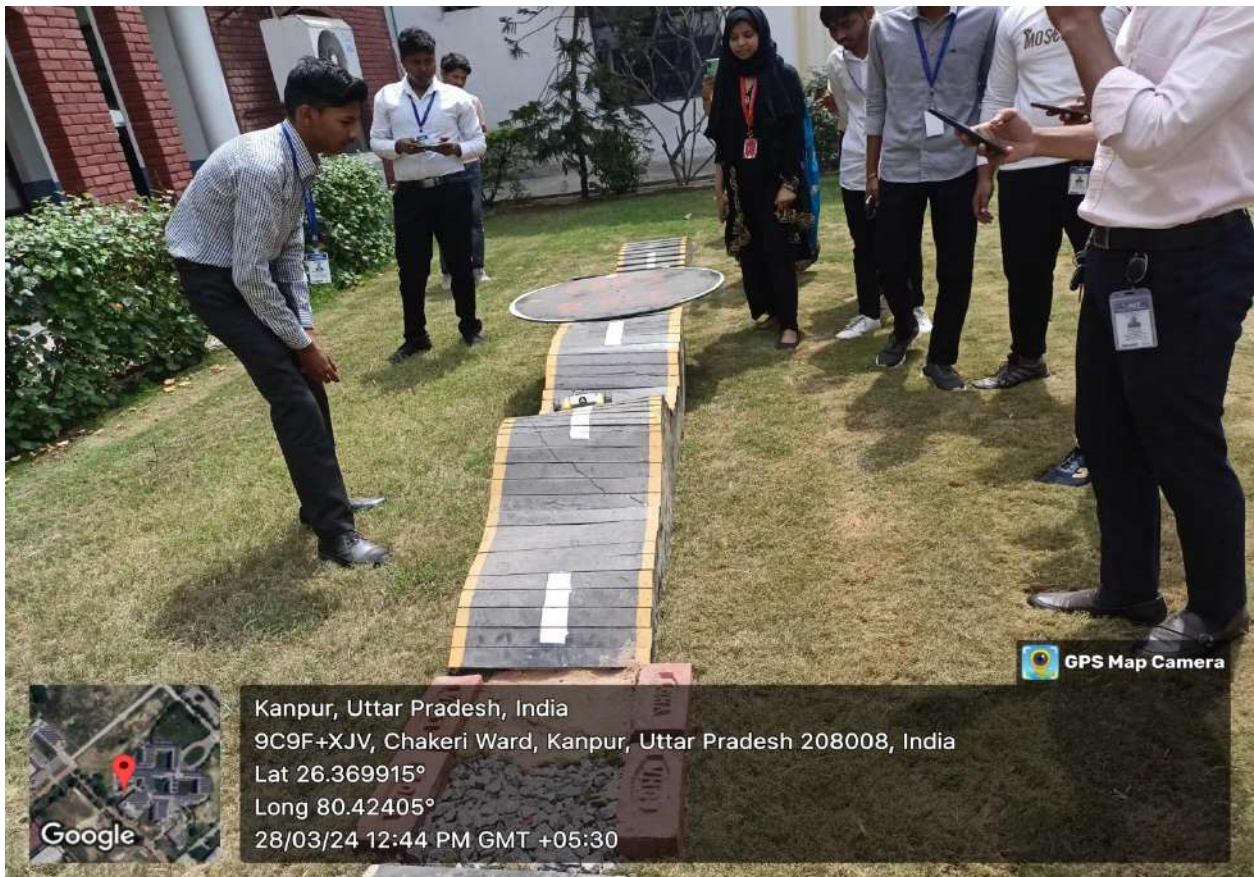 GPS Map Camera
Kanpur, Uttar Pradesh, India
9C9F+XJV, Chakeri Ward, Kanpur, Uttar Pradesh 208008, India
Lat 26.369915°
Long 80.42405°
28/03/24 12:44 PM GMT +05:30
Google